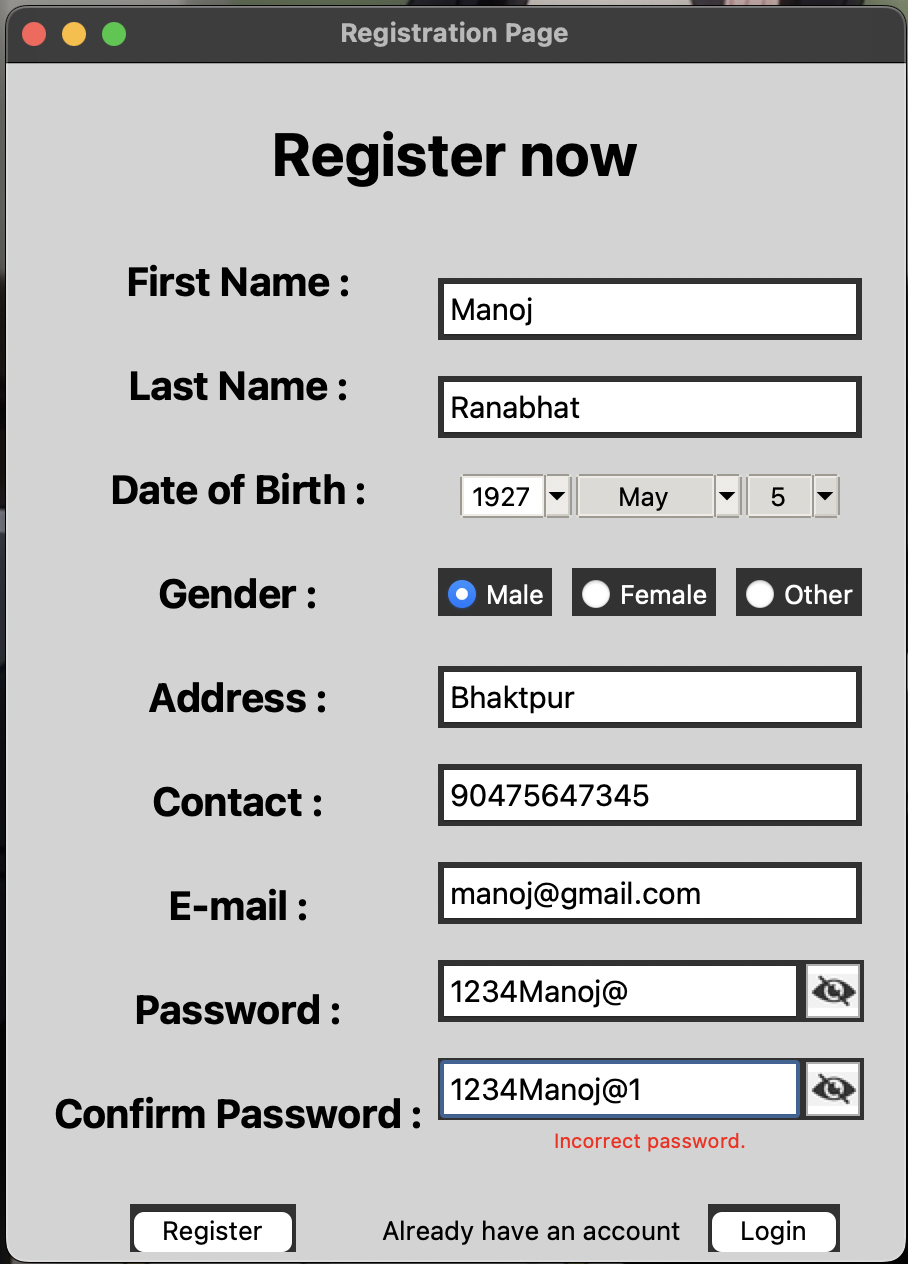 Registration Page
Register now
First Name :
Manoj
Last Name :
Ranabhat
Date of Birth :
1927 May 5
Gender :
Male Female Other
Address :
Bhaktpur
Contact :
90475647345
E-mail :
manoj@gmail.com
Password :
1234Manoj@
Confirm Password :
1234Manoj@1
Incorrect password.
Register Already have an account Login